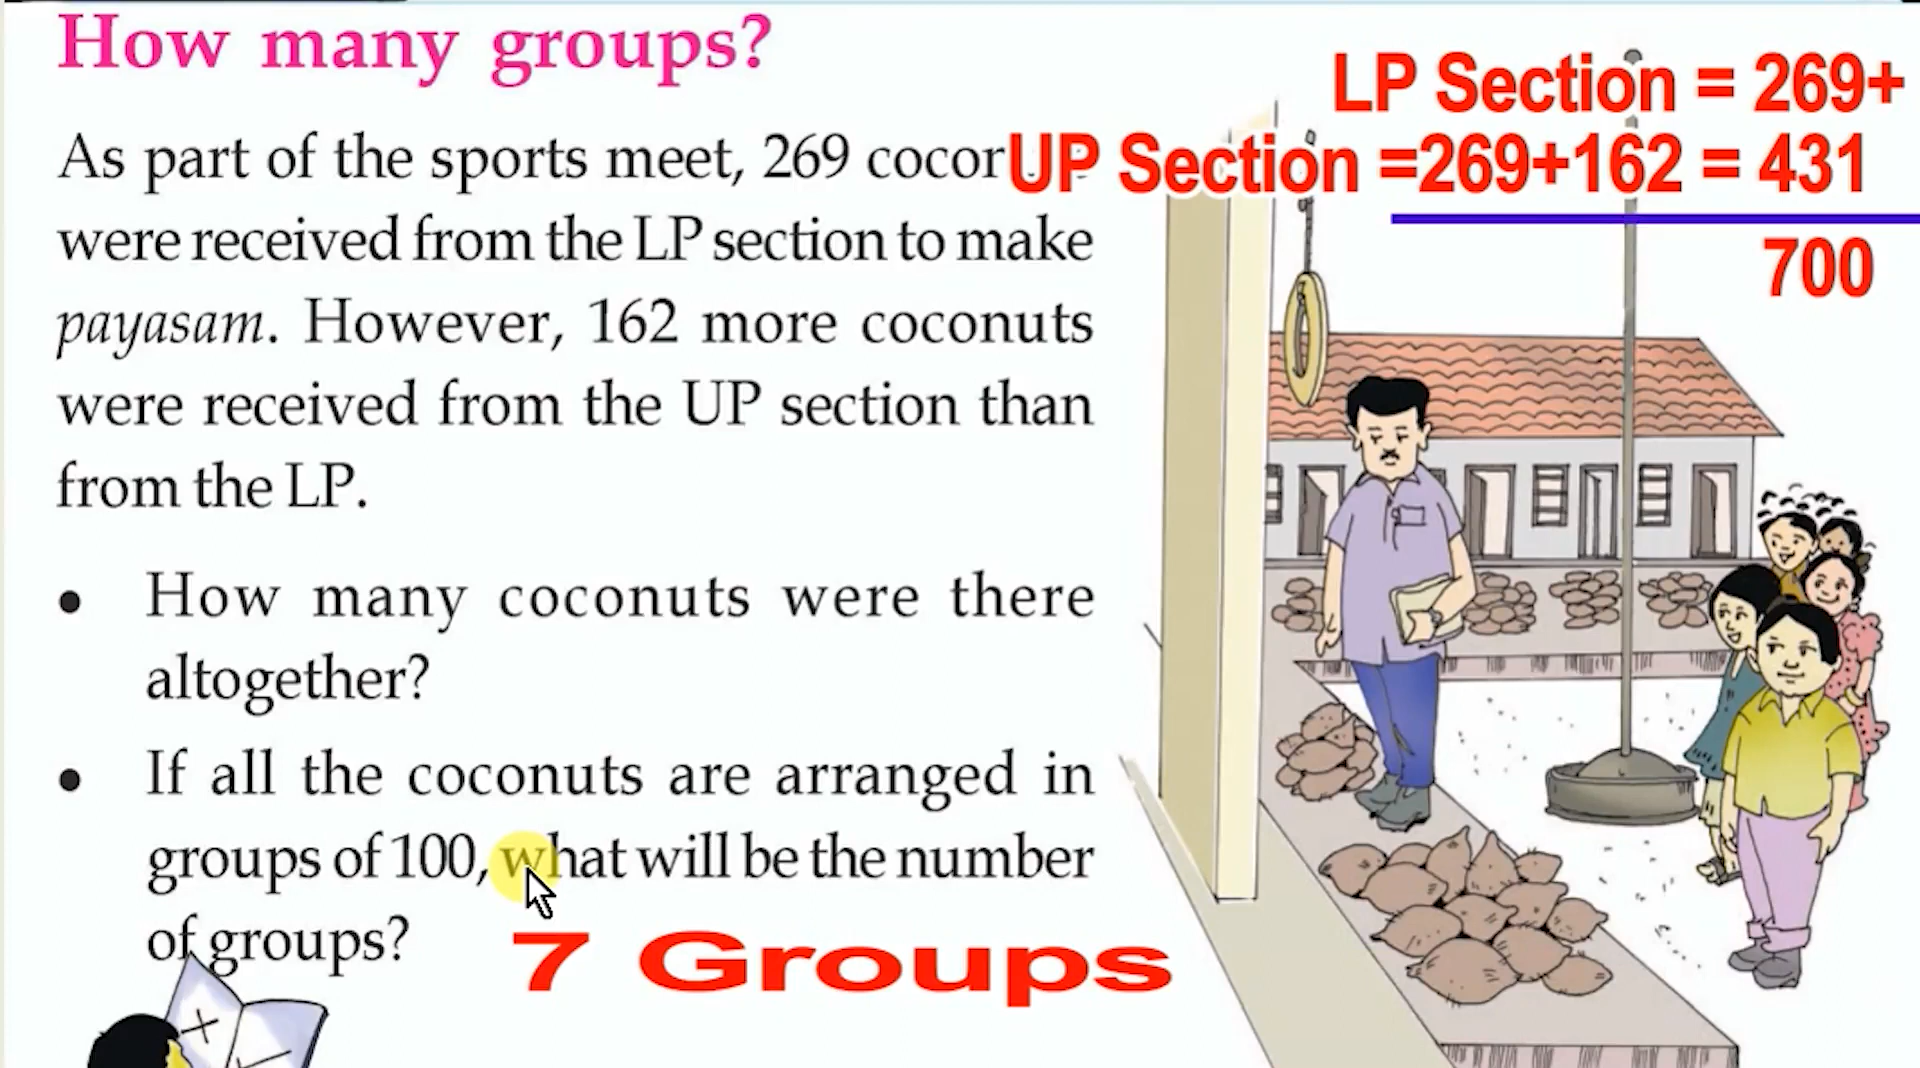 How many groups?
LP Section = 269+
UP Section =269+162 = 431
700
As part of the sports meet, 269
were received from the LP section to make
payasam. However, 162 more coconuts
were received from the UP section than
from the LP.
• How many coconuts were there
altogether?
• If all the coconuts are arranged in
groups of 100, what will be the number
of groups?
7 Groups